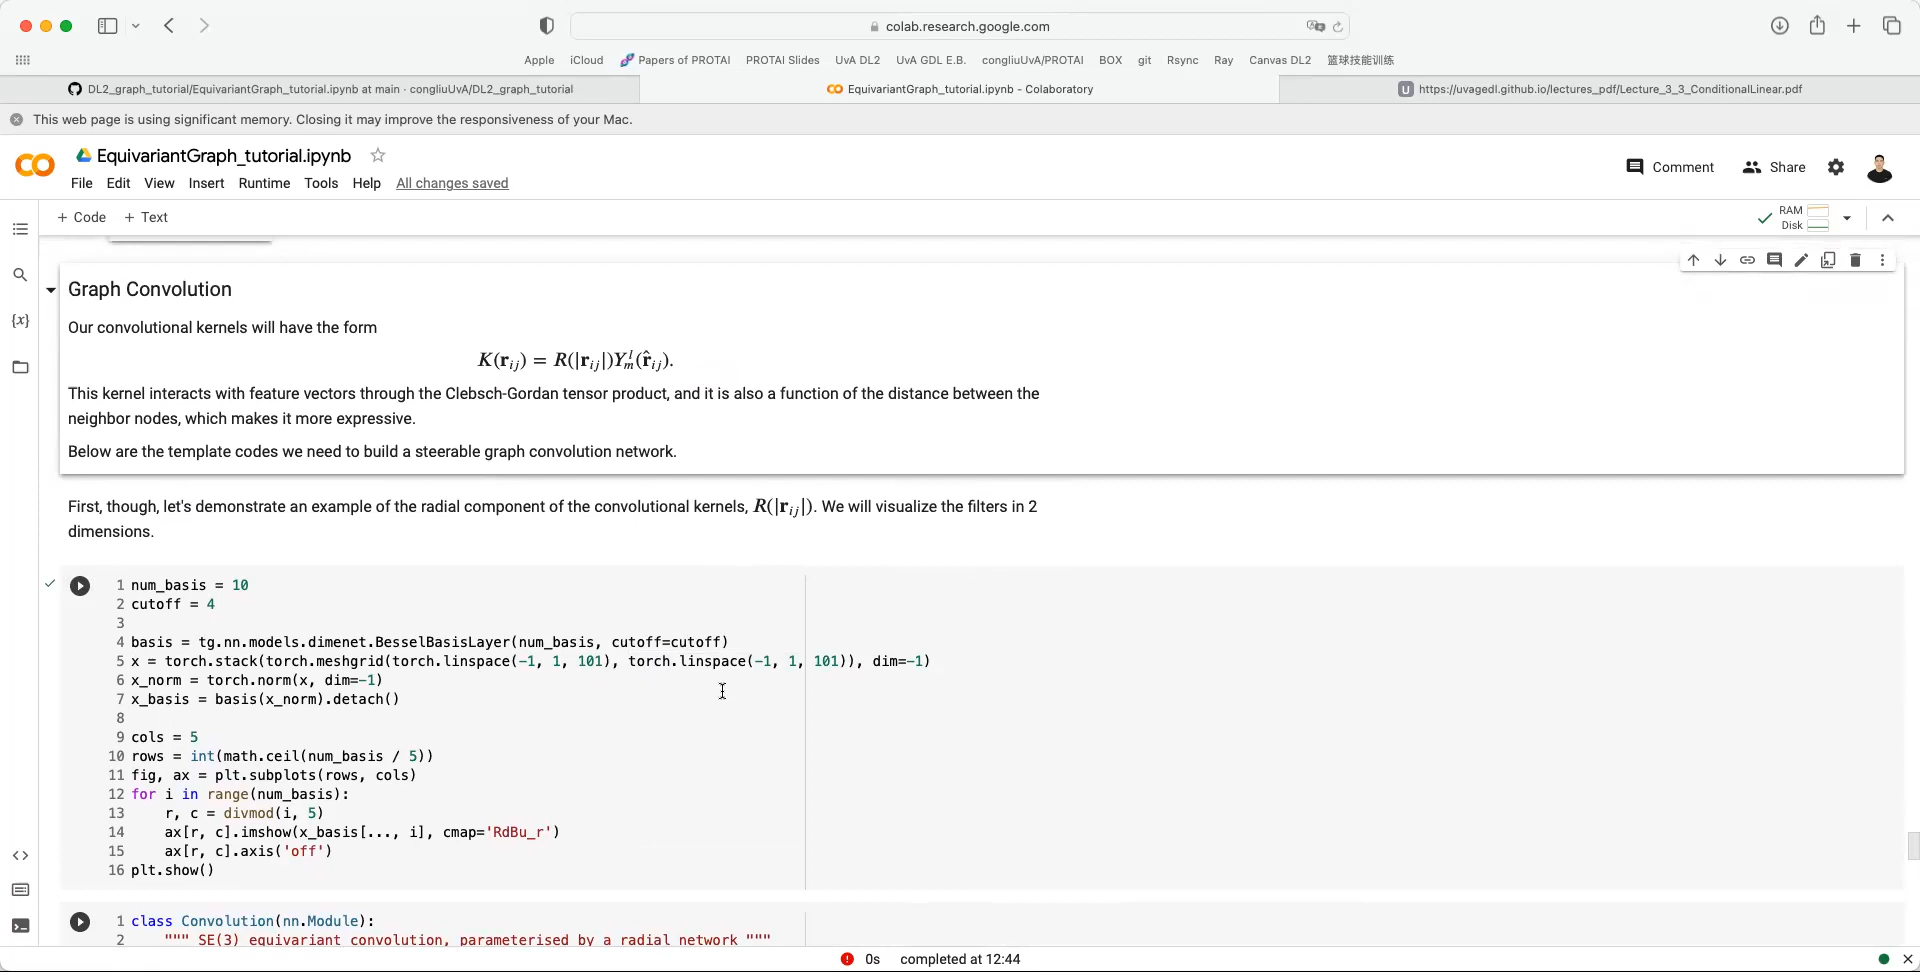 colab.research.google.com
Apple iCloud Papers of PROTAI PROTAI Slides UvA DL2 UvA GDL E.B. congliuUvA/PROTAI BOX git Rsync Ray Canvas DL2 篮球技能训练
DL2_graph_tutorial/EquivariantGraph_tutorial.ipynb at main · congliuUvA/DL2_graph_tutorial
EquivariantGraph_tutorial.ipynb - Colaboratory
U https://uvagedl.github.io/lectures_pdf/Lecture_3_3_ConditionalLinear.pdf
This web page is using significant memory. Closing it may improve the responsiveness of your Mac.
EquivariantGraph_tutorial.ipynb
Comment Share
File Edit View Insert Runtime Tools Help All changes saved
+ Code + Text
RAM
Disk
Graph Convolution
Our convolutional kernels will have the form
K(r_ij) = R(|r_ij|)Y_m^l(r̂_ij).
This kernel interacts with feature vectors through the Clebsch-Gordan tensor product, and it is also a function of the distance between the
neighbor nodes, which makes it more expressive.
Below are the template codes we need to build a steerable graph convolution network.
First, though, let's demonstrate an example of the radial component of the convolutional kernels, R(|r_ij|). We will visualize the filters in 2
dimensions.
1 num_basis = 10
2 cutoff = 4
3
4 basis = tg.nn.models.dimenet.BesselBasisLayer(num_basis, cutoff=cutoff)
5 x = torch.stack(torch.meshgrid(torch.linspace(-1, 1, 101), torch.linspace(-1, 1, 101)), dim=-1)
6 x_norm = torch.norm(x, dim=-1)
7 x_basis = basis(x_norm).detach()
8
9 cols = 5
10 rows = int(math.ceil(num_basis / 5))
11 fig, ax = plt.subplots(rows, cols)
12 for i in range(num_basis):
13     r, c = divmod(i, 5)
14     ax[r, c].imshow(x_basis[..., i], cmap='RdBu_r')
15     ax[r, c].axis('off')
16 plt.show()
1 class Convolution(nn.Module):
2     """ SE(3) equivariant convolution, parameterised by a radial network """
0s completed at 12:44